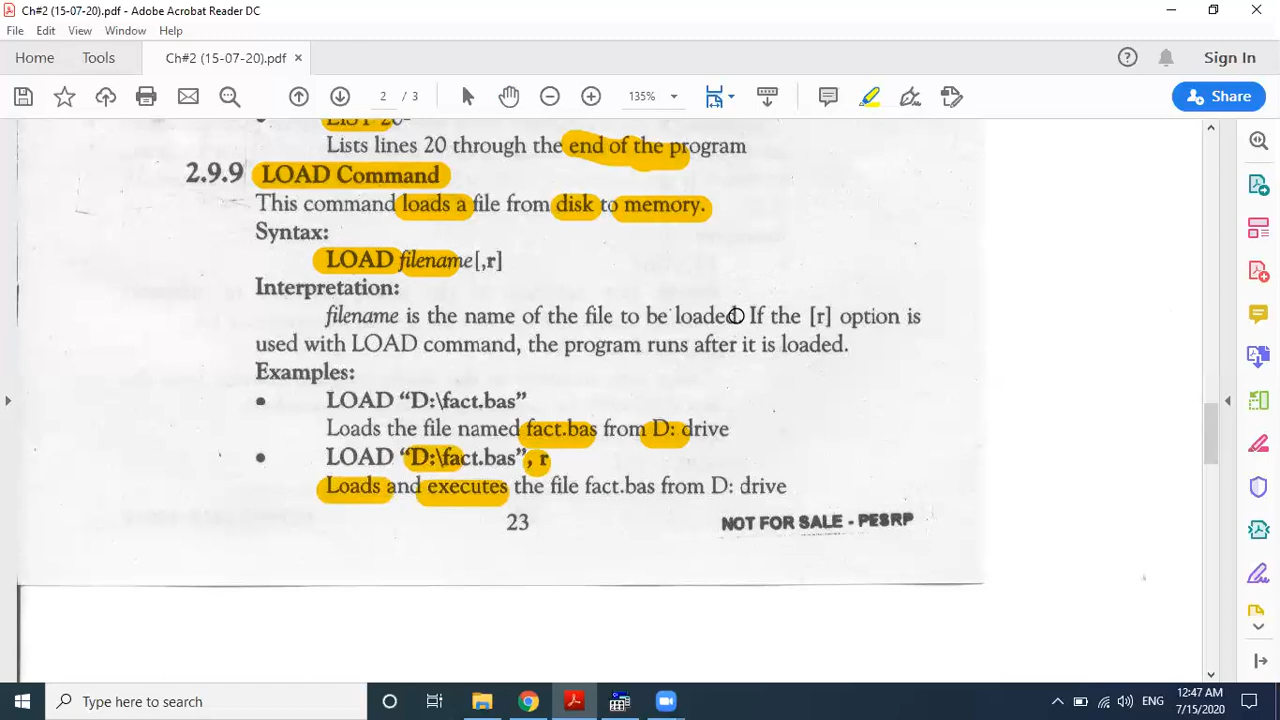 Ch#2 (15-07-20).pdf - Adobe Acrobat Reader DC
File Edit View Window Help
Home Tools Ch#2 (15-07-20).pdf × Sign In
2 / 3 135% Share
LIST 20-
Lists lines 20 through the end of the program
2.9.9 LOAD Command
This command loads a file from disk to memory.
Syntax:
LOAD filename[,r]
Interpretation:
filename is the name of the file to be loaded. If the [r] option is
used with LOAD command, the program runs after it is loaded.
Examples:
• LOAD “D:\fact.bas”
Loads the file named fact.bas from D: drive
• LOAD “D:\fact.bas”, r
Loads and executes the file fact.bas from D: drive
23 NOT FOR SALE - PESRP
Type here to search
ENG
12:47 AM
7/15/2020